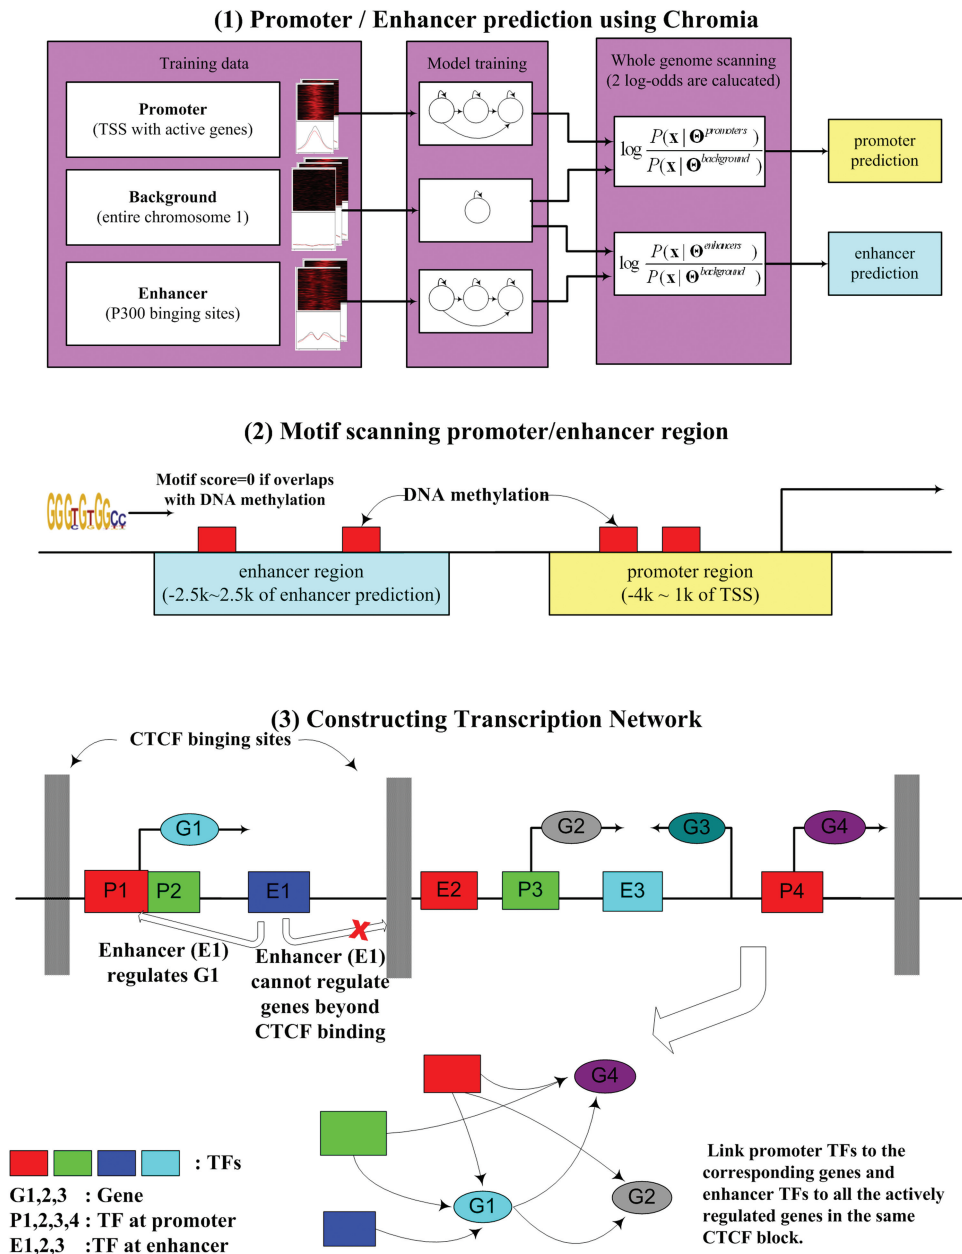 (1) Promoter / Enhancer prediction using Chromia
Training data
Model training
Whole genome scanning
(2 log-odds are calucated)
Promoter
(TSS with active genes)
Background
(entire chromosome 1)
Enhancer
(P300 binging sites)
log P(x | Θ^promoters ) / P(x | Θ^background )
log P(x | Θ^enhancers ) / P(x | Θ^background )
promoter
prediction
enhancer
prediction
(2) Motif scanning promoter/enhancer region
Motif score=0 if overlaps
with DNA methylation
DNA methylation
GGGTGTGGCC
enhancer region
(-2.5k~2.5k of enhancer prediction)
promoter region
(-4k ~ 1k of TSS)
(3) Constructing Transcription Network
CTCF binging sites
G1
G2
G3
G4
P1
P2
E1
E2
P3
E3
P4
X
Enhancer (E1)
regulates G1
Enhancer (E1)
cannot regulate
genes beyond
CTCF binding
G4
G1
G2
: TFs
G1,2,3 : Gene
P1,2,3,4 : TF at promoter
E1,2,3 :TF at enhancer
Link promoter TFs to the
corresponding genes and
enhancer TFs to all the actively
regulated genes in the same
CTCF block.